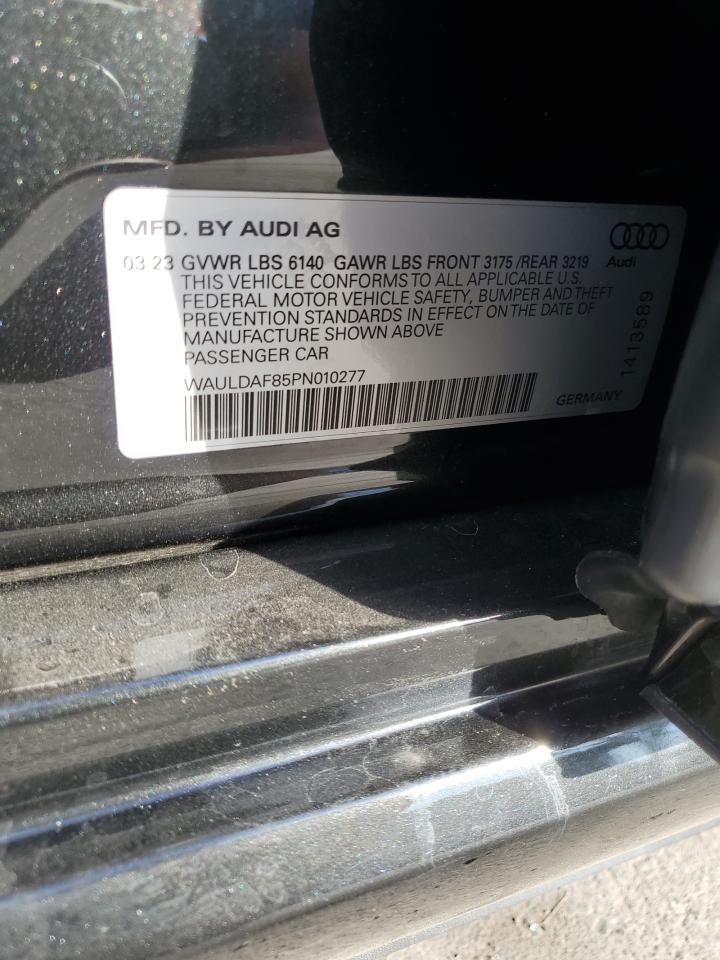 MFD. BY AUDI AG
Audi
03 23 GVWR LBS 6140 GAWR LBS FRONT 3175 /REAR 3219
THIS VEHICLE CONFORMS TO ALL APPLICABLE U.S.
FEDERAL MOTOR VEHICLE SAFETY, BUMPER AND THEFT
PREVENTION STANDARDS IN EFFECT ON THE DATE OF
MANUFACTURE SHOWN ABOVE
PASSENGER CAR
WAULDAF85PN010277
GERMANY
1413589